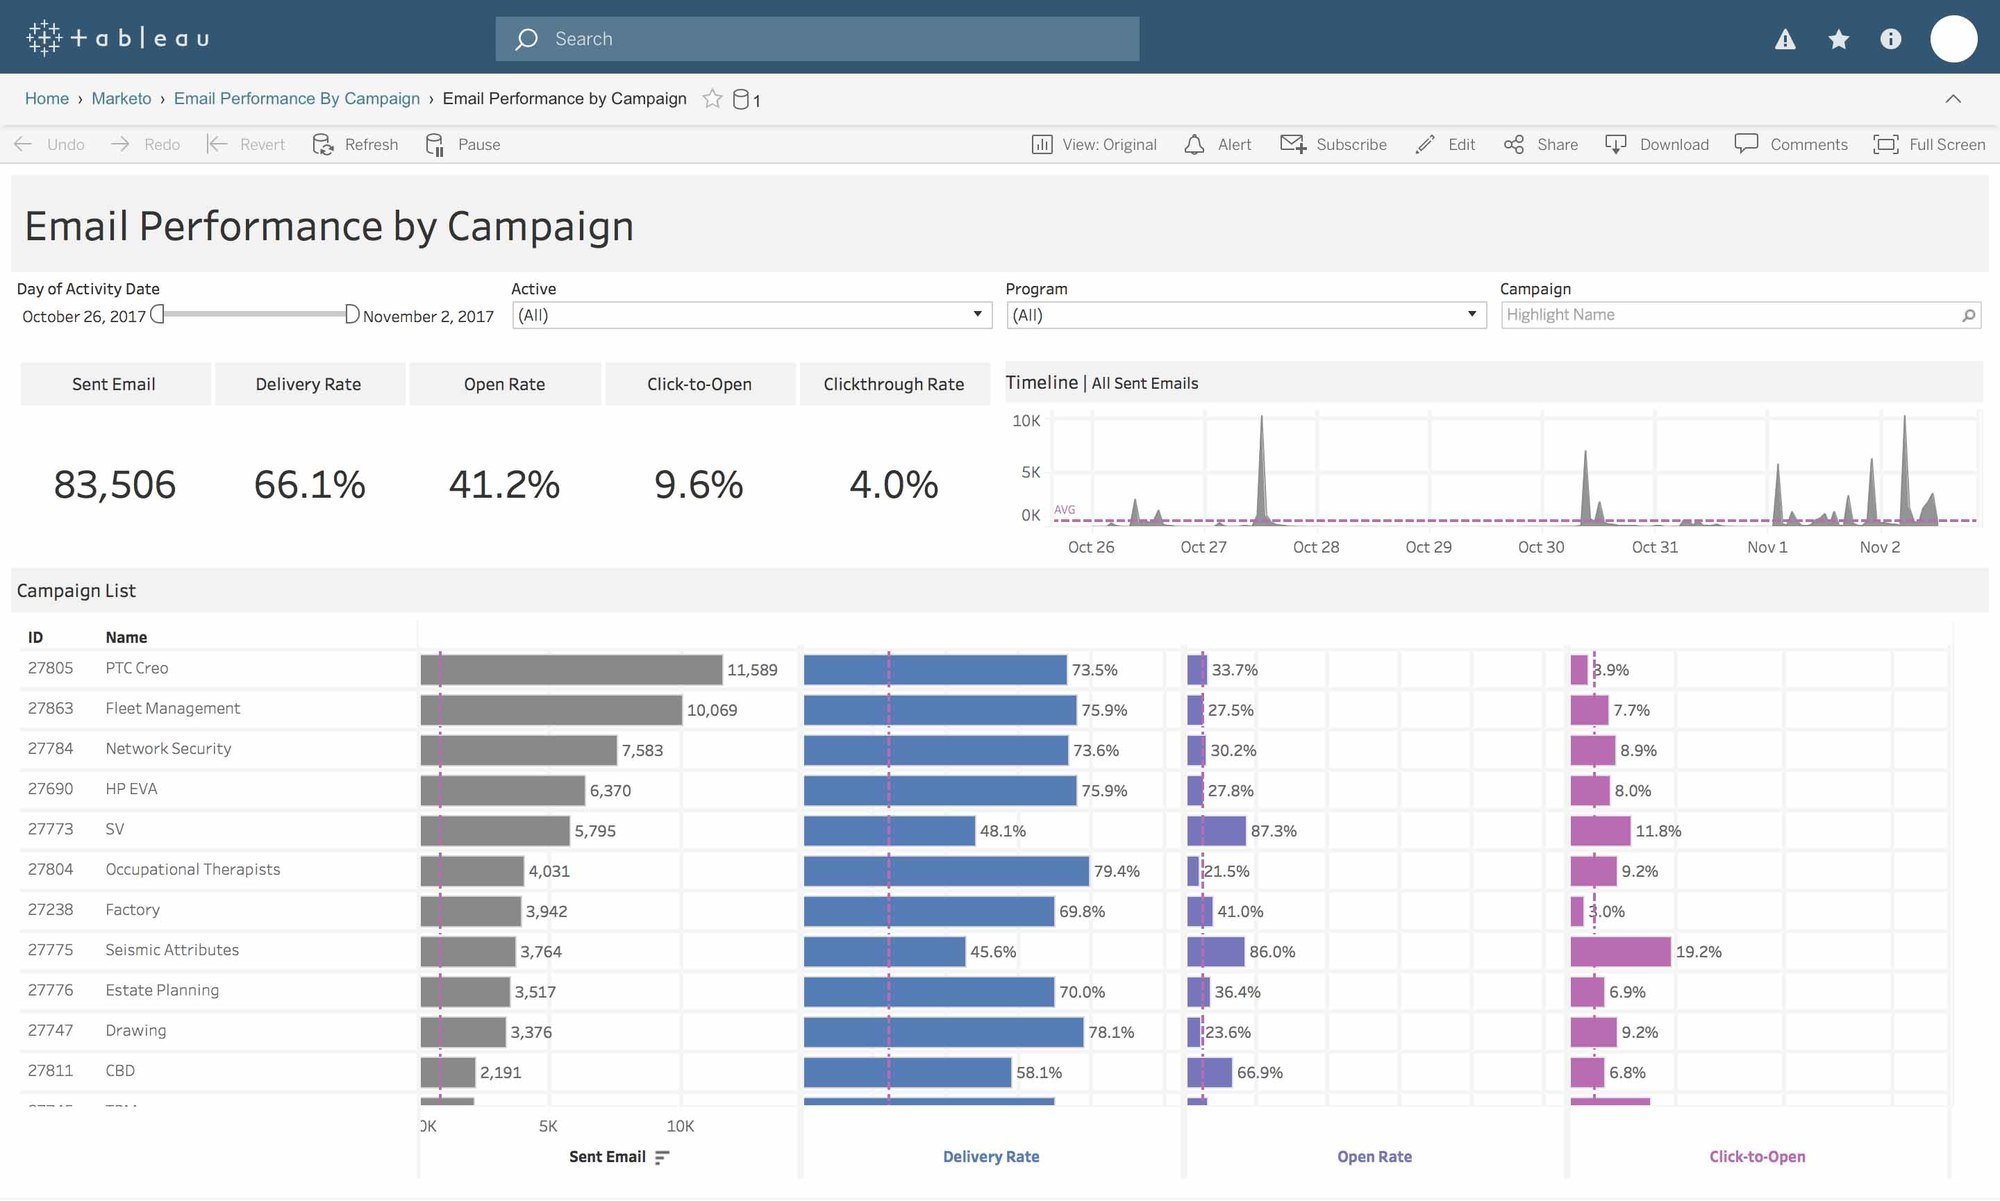 tableau
Search
Home › Marketo › Email Performance By Campaign › Email Performance by Campaign 1
Undo Redo Revert Refresh Pause View: Original Alert Subscribe Edit Share Download Comments Full Screen
Email Performance by Campaign
Day of Activity Date Active Program Campaign
October 26, 2017 November 2, 2017 (All) (All) Highlight Name
Sent Email Delivery Rate Open Rate Click-to-Open Clickthrough Rate
83,506 66.1% 41.2% 9.6% 4.0%
Timeline | All Sent Emails
10K
5K
0K AVG
Oct 26 Oct 27 Oct 28 Oct 29 Oct 30 Oct 31 Nov 1 Nov 2
Campaign List
ID Name
27805 PTC Creo 11,589 73.5% 33.7% 3.9%
27863 Fleet Management 10,069 75.9% 27.5% 7.7%
27784 Network Security 7,583 73.6% 30.2% 8.9%
27690 HP EVA 6,370 75.9% 27.8% 8.0%
27773 SV 5,795 48.1% 87.3% 11.8%
27804 Occupational Therapists 4,031 79.4% 21.5% 9.2%
27238 Factory 3,942 69.8% 41.0% 3.0%
27775 Seismic Attributes 3,764 45.6% 86.0% 19.2%
27776 Estate Planning 3,517 70.0% 36.4% 6.9%
27747 Drawing 3,376 78.1% 23.6% 9.2%
27811 CBD 2,191 58.1% 66.9% 6.8%
0K 5K 10K
Sent Email Delivery Rate Open Rate Click-to-Open